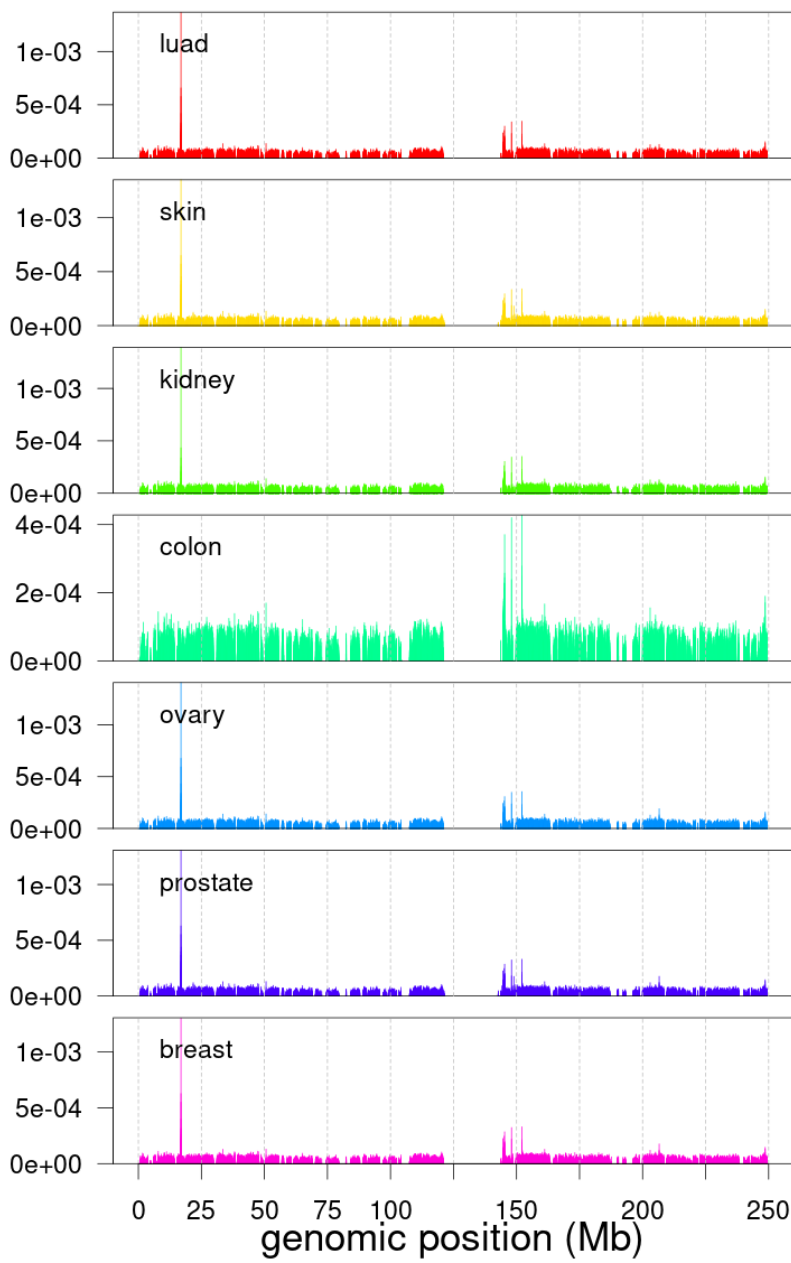 luad
1e-03
5e-04
0e+00
skin
1e-03
5e-04
0e+00
kidney
1e-03
5e-04
0e+00
colon
4e-04
2e-04
0e+00
ovary
1e-03
5e-04
0e+00
prostate
1e-03
5e-04
0e+00
breast
1e-03
5e-04
0e+00
0 25 50 75 100 150 200 250
genomic position (Mb)